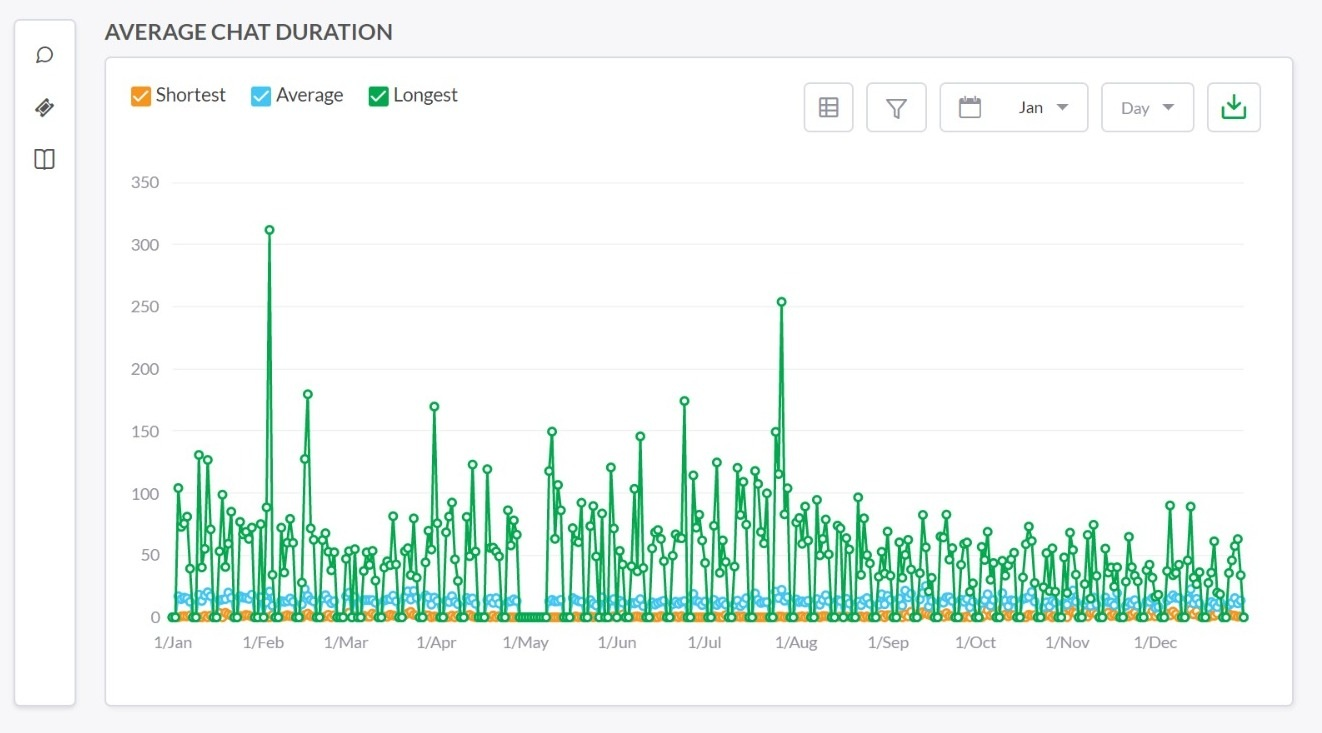 AVERAGE CHAT DURATION
Shortest Average Longest
Jan
Day
350
300
250
200
150
100
50
0
1/Jan 1/Feb 1/Mar 1/Apr 1/May 1/Jun 1/Jul 1/Aug 1/Sep 1/Oct 1/Nov 1/Dec